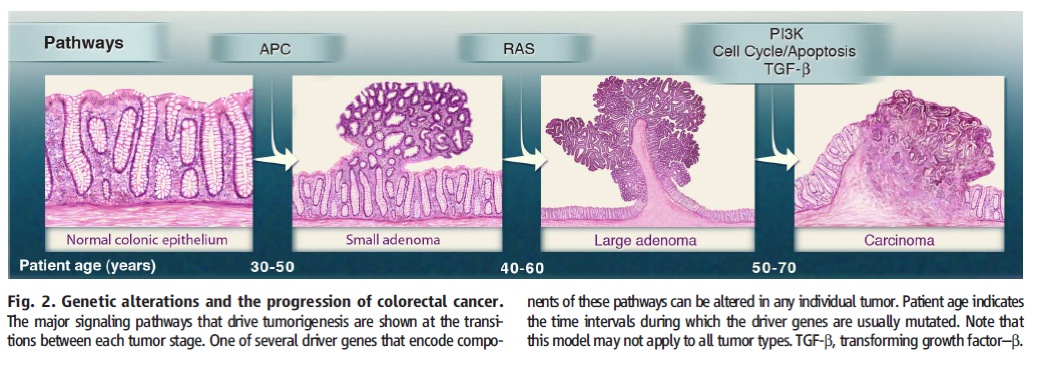 Pathways
APC
RAS
PI3K
Cell Cycle/Apoptosis
TGF-β
Normal colonic epithelium
Small adenoma
Large adenoma
Carcinoma
Patient age (years)
30-50
40-60
50-70
Fig. 2. Genetic alterations and the progression of colorectal cancer.
The major signaling pathways that drive tumorigenesis are shown at the transi-
tions between each tumor stage. One of several driver genes that encode compo-
nents of these pathways can be altered in any individual tumor. Patient age indicates
the time intervals during which the driver genes are usually mutated. Note that
this model may not apply to all tumor types. TGF-β, transforming growth factor–β.